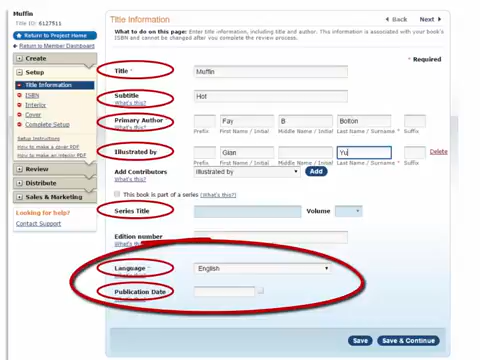 Muffin
Title ID: 6127511
Return to Project Home
Return to Member Dashboard
Create
Setup
Title Information
ISBN
Interior
Cover
Complete Setup
Setup Instructions
How to make a cover PDF
How to make an interior PDF
Review
Distribute
Sales & Marketing
Looking for help?
Contact Support
Title Information
Back Next
What to do on this page: Enter title information, including title and author. This information is associated with your book's
ISBN and cannot be changed after you complete the review process.
* Required
Title * Muffin
Subtitle Hot
What's this?
Primary Author Fay B Bolton
What's this? Prefix First Name / Initial Middle Name / Initial Last Name / Surname * Suffix
Illustrated by Gian Yu Delete
Prefix First Name / Initial Middle Name / Initial Last Name / Surname * Suffix
Add Contributors Illustrated by Add
What's this?
This book is part of a series (What's this?)
Series Title Volume
Edition number
What's this?
Language * English
What's this?
Publication Date
What's this?
Save Save & Continue